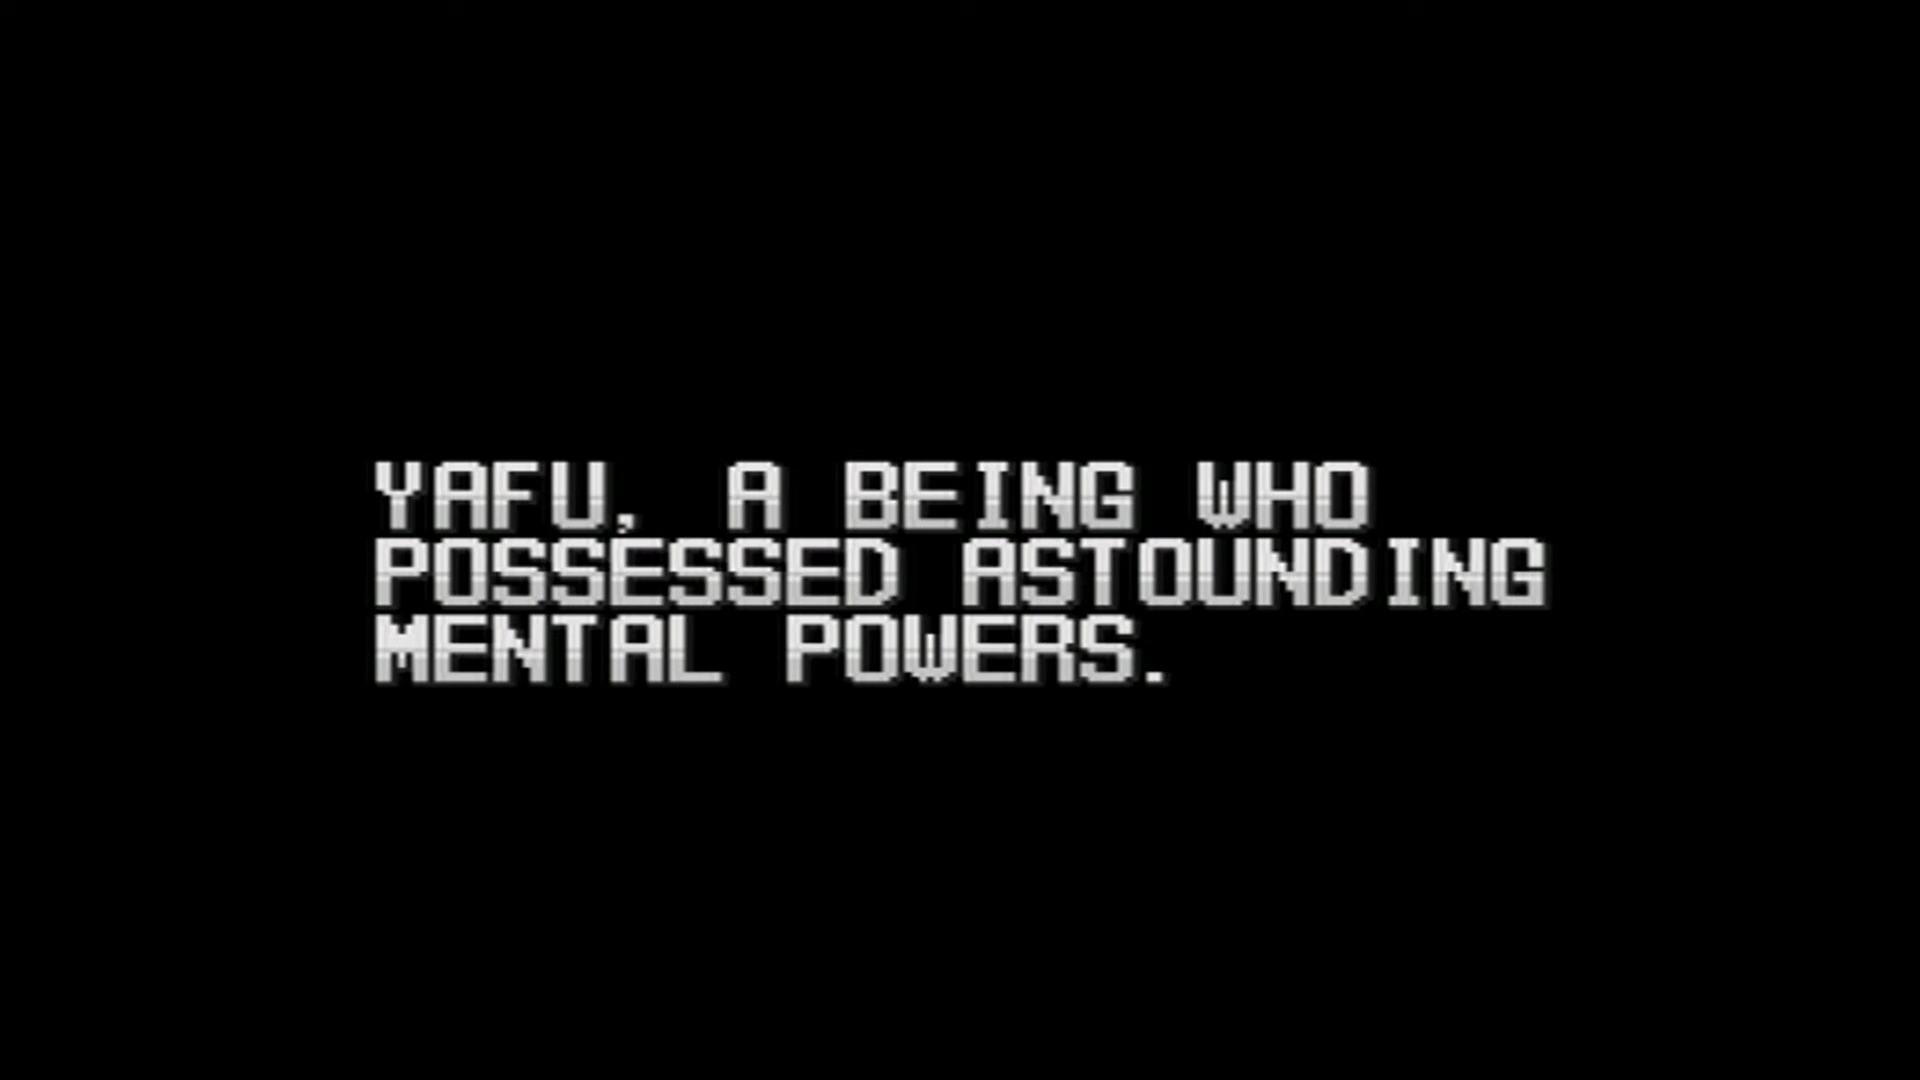 YAFU, A BEING WHO
POSSESSED ASTOUNDING
MENTAL POWERS.